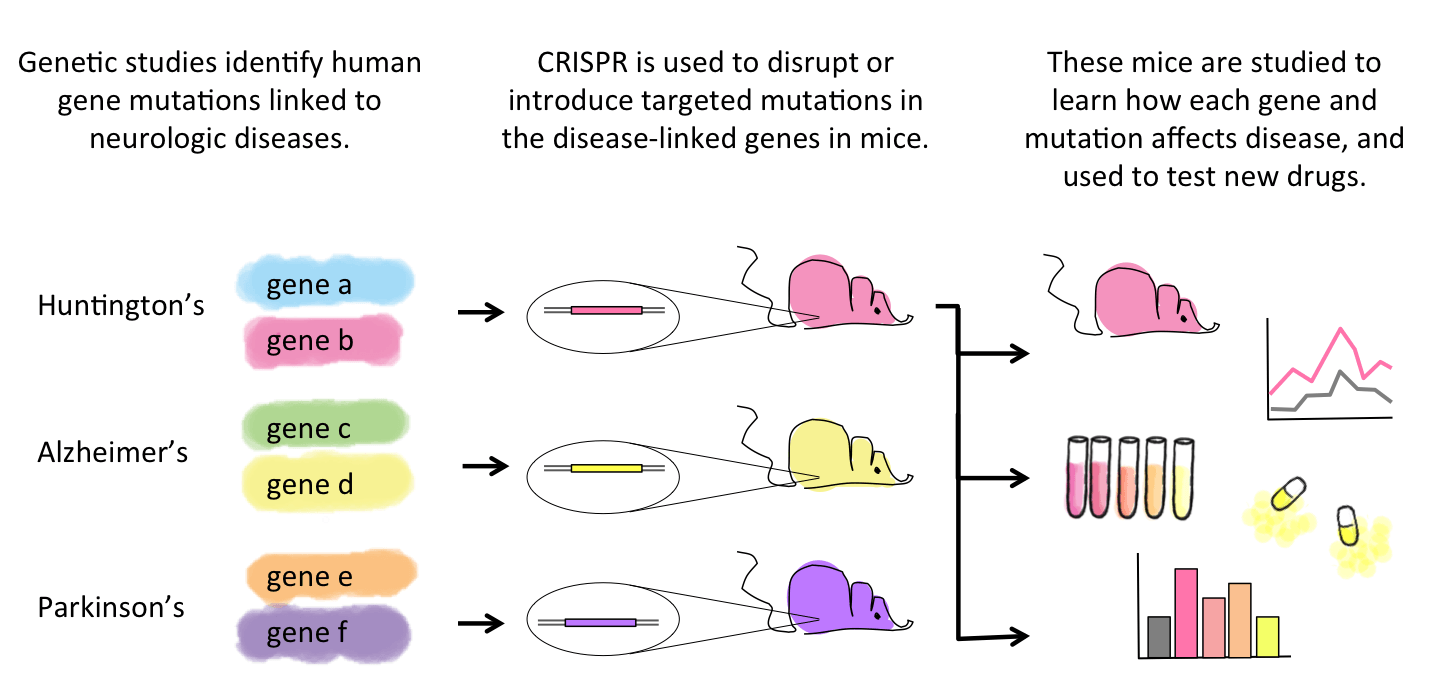 Genetic studies identify human
gene mutations linked to
neurologic diseases.
CRISPR is used to disrupt or
introduce targeted mutations in
the disease-linked genes in mice.
These mice are studied to
learn how each gene and
mutation affects disease, and
used to test new drugs.
Huntington’s
gene a
gene b
Alzheimer’s
gene c
gene d
Parkinson’s
gene e
gene f